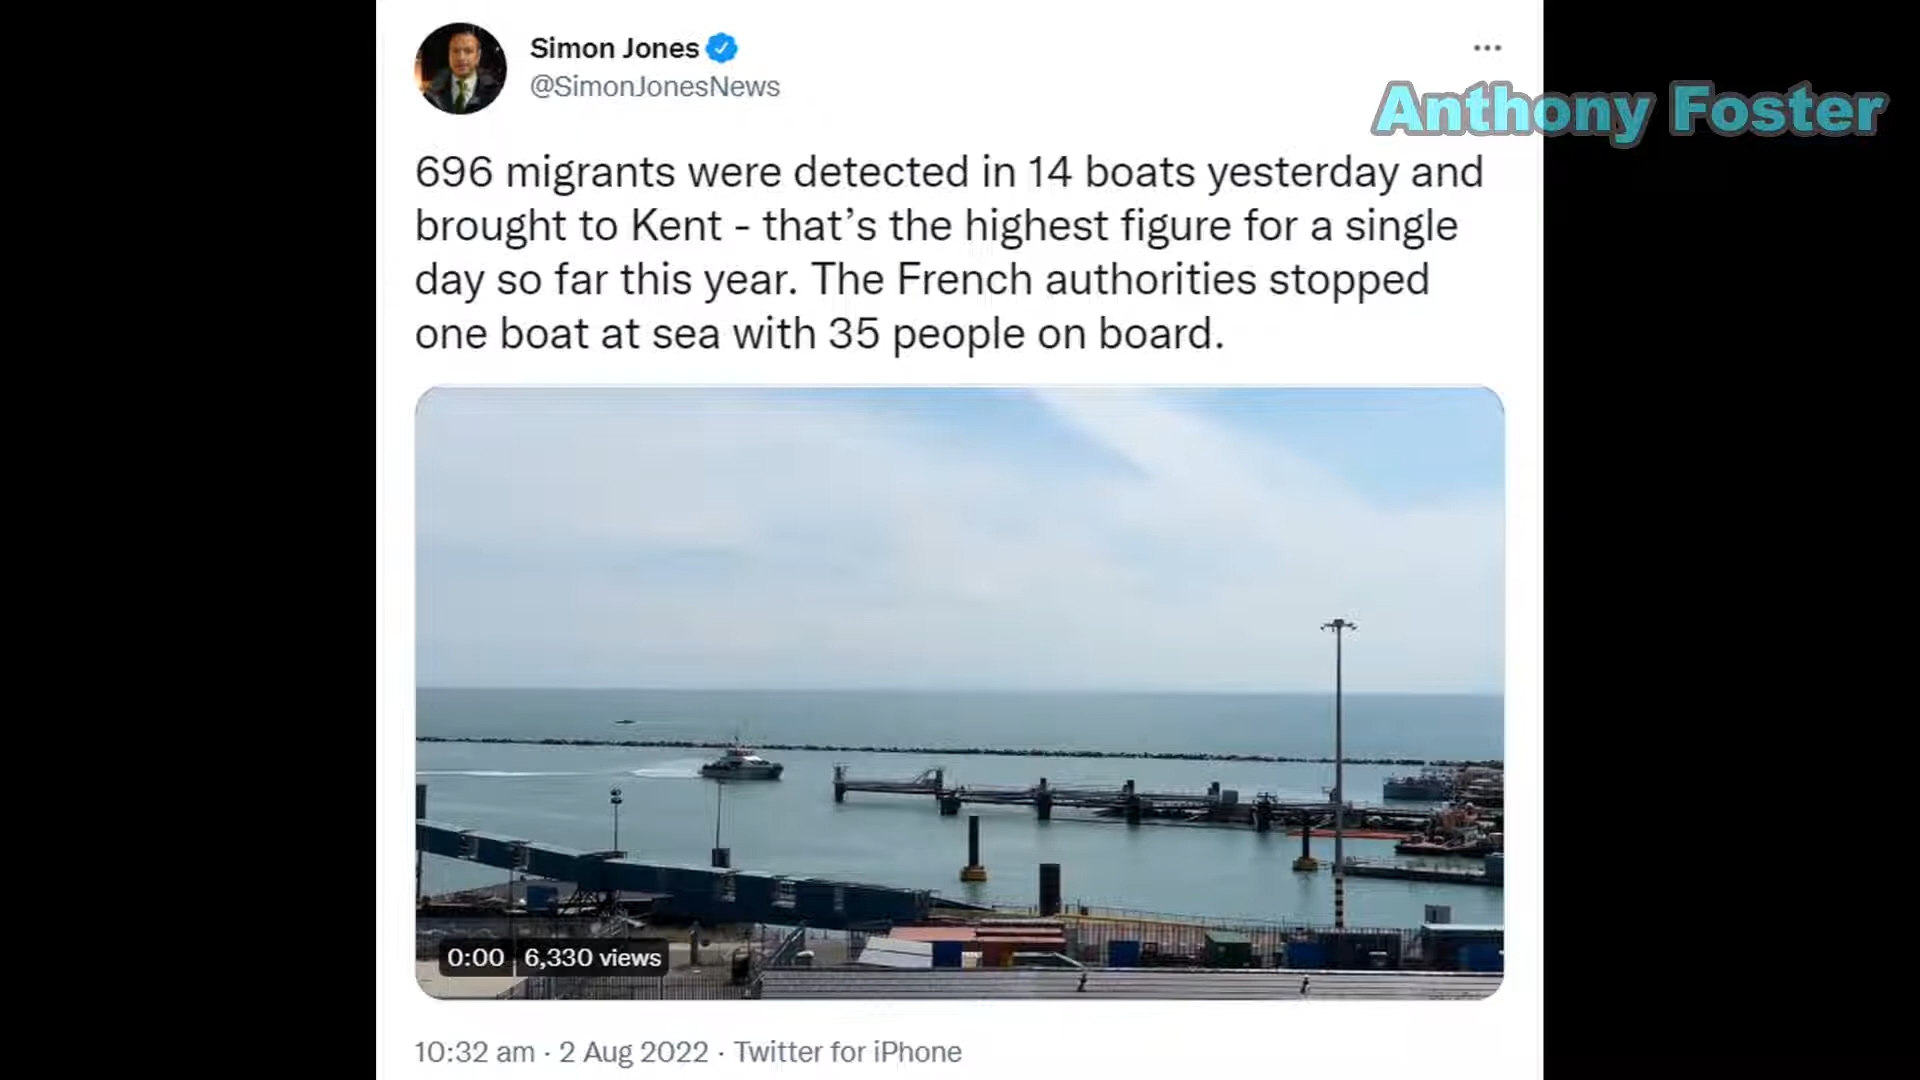 Simon Jones
@SimonJonesNews
Anthony Foster
696 migrants were detected in 14 boats yesterday and
brought to Kent - that’s the highest figure for a single
day so far this year. The French authorities stopped
one boat at sea with 35 people on board.
0:00 6,330 views
10:32 am · 2 Aug 2022 · Twitter for iPhone